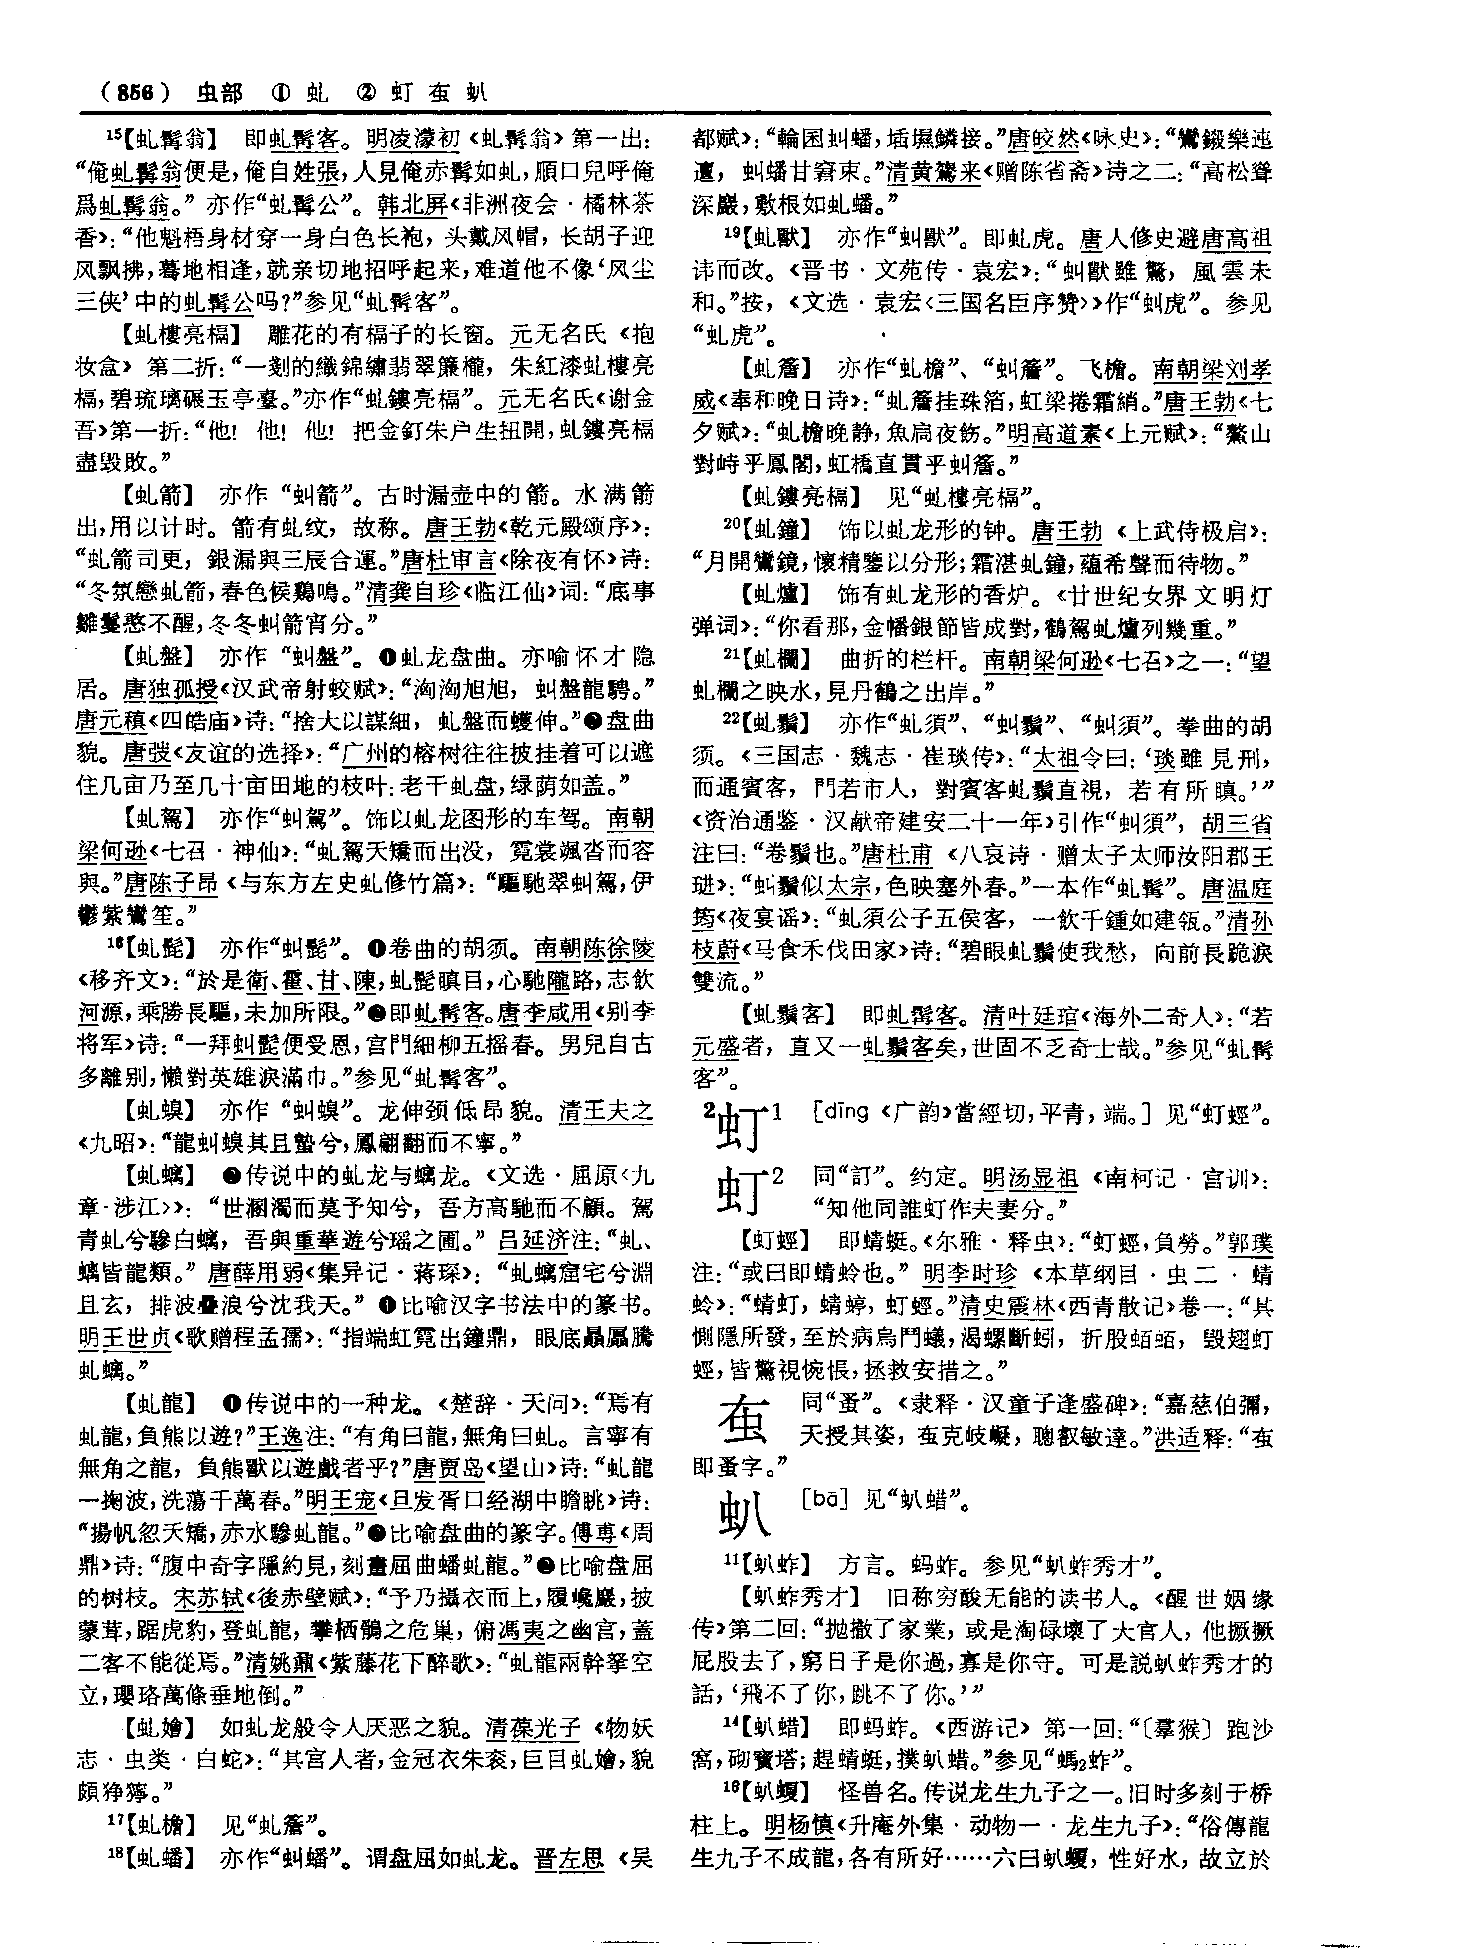 （856） 虫部 ① 虬 ② 虰 蚤 虲
15【虬髯翁】 即虬髯客。明凌濛初《虬髯翁》第一出：
“俺虬髯翁便是，俺自姓張，人見俺赤髯如虬，順口兒呼俺
爲虬髯翁。”亦作“虬髯公”。韩北屏《非洲夜会·橘林茶
香》：“他魁梧身材穿一身白色长袍，头戴风帽，长胡子迎
风飘拂，蓦地相逢，就亲切地招呼起来，难道他不像‘风尘
三侠’中的虬髯公吗？”参见“虬髯客”。
【虬樓亮槅】 雕花的有槅子的长窗。元无名氏《抱
妆盒》第二折：“一剗的織錦繡翡翠簾櫳，朱紅漆虬樓亮
槅，碧琉璃碾玉亭臺。”亦作“虬鏤亮槅”。元无名氏《谢金
吾》第一折：“他！他！他！把金釘朱户生扭開，虬鏤亮槅
盡毁敗。”
【虬箭】 亦作“虯箭”。古时漏壶中的箭。水满箭
出，用以计时。箭有虬纹，故称。唐王勃《乾元殿颂序》：
“虬箭司更，銀漏與三辰合運。”唐杜审言《除夜有怀》诗：
“冬氛戀虬箭，春色候鷄鳴。”清龚自珍《临江仙》词：“底事
雛鬟憨不醒，冬冬虯箭宵分。”
【虬盤】 亦作“虯盤”。❶虬龙盘曲。亦喻怀才隐
居。唐独孤授《汉武帝射蛟赋》：“洶洶旭旭，虯盤龍騁。”
唐元稹《四皓庙》诗：“捨大以謀細，虬盤而蠖伸。”❷盘曲
貌。唐弢《友谊的选择》：“广州的榕树往往披挂着可以遮
住几亩乃至几十亩田地的枝叶：老干虬盘，绿荫如盖。”
【虬駕】 亦作“虯駕”。饰以虬龙图形的车驾。南朝
梁何逊《七召·神仙》：“虬駕夭矯而出没，霓裳颯沓而容
與。”唐陈子昂《与东方左史虬修竹篇》：“驅馳翠虯駕，伊
鬱紫鸞笙。”
16【虬髭】 亦作“虯髭”。❶卷曲的胡须。南朝陈徐陵
《移齐文》：“於是衛、霍、甘、陳，虬髭瞋目，心馳隴路，志飲
河源，乘勝長驅，未加所限。”❷即虬髯客。唐李咸用《别李
将军》诗：“一拜虯髭便受恩，宫門細柳五摇春。男兒自古
多離别，懶對英雄淚滿巾。”参见“虬髯客”。
【虬螑】 亦作“虯螑”。龙伸颈低昂貌。清王夫之
《九昭》：“龍虯螑其且蟄兮，鳳翩翻而不寧。”
【虬螭】 ❶传说中的虬龙与螭龙。《文选·屈原〈九
章·涉江〉》：“世溷濁而莫予知兮，吾方高馳而不顧。駕
青虬兮驂白螭，吾與重華遊兮瑶之圃。”吕延济注：“虬、
螭皆龍類。”唐薛用弱《集异记·蒋琛》：“虬螭窟宅兮淵
且玄，排波叠浪兮沈我天。”❷比喻汉字书法中的篆书。
明王世贞《歌赠程孟孺》：“指端虹霓出鐘鼎，眼底贔屭騰
虬螭。”
【虬龍】 ❶传说中的一种龙。《楚辞·天问》：“焉有
虬龍，負熊以遊？”王逸注：“有角曰龍，無角曰虬。言寧有
無角之龍，負熊獸以遊戲者乎？”唐贾岛《望山》诗：“虬龍
一掬波，洗蕩千萬春。”明王宠《旦发胥口经湖中瞻眺》诗：
“揚帆忽夭矯，赤水驂虬龍。”❷比喻盘曲的篆字。傅尃《周
鼎》诗：“腹中奇字隱約見，刻畫屈曲蟠虬龍。”❸比喻盘屈
的树枝。宋苏轼《後赤壁赋》：“予乃攝衣而上，履巉巖，披
蒙茸，踞虎豹，登虬龍，攀栖鶻之危巢，俯馮夷之幽宫，蓋
二客不能從焉。”清姚鼐《紫藤花下醉歌》：“虬龍兩幹拏空
立，瓔珞萬條垂地倒。”
【虬嬒】 如虬龙般令人厌恶之貌。清葆光子《物妖
志·虫类·白蛇》：“其宫人者，金冠衣朱衮，巨目虬嬒，貌
頗狰獰。”
17【虬檐】 见“虬簷”。
18【虬蟠】 亦作“虯蟠”。谓盘屈如虬龙。晋左思《吴
都赋》：“輪囷虯蟠，㙷塓鱗接。”唐皎然《咏史》：“鸞鎩樂迍
邅，虯蟠甘窘束。”清黄鷟来《赠陈省斋》诗之二：“高松聳
深巖，敷根如虬蟠。”
19【虬獸】 亦作“虯獸”。即虬虎。唐人修史避唐高祖
讳而改。《晋书·文苑传·袁宏》：“虯獸雖驚，風雲未
和。”按，《文选·袁宏〈三国名臣序赞〉》作“虯虎”。参见
“虬虎”。
【虬簷】 亦作“虬檐”、“虯簷”。飞檐。南朝梁刘孝
威《奉和晚日诗》：“虬簷挂珠箔，虹梁捲霜綃。”唐王勃《七
夕赋》：“虬檐晚静，魚扃夜飭。”明高道素《上元赋》：“鰲山
對峙乎鳳閣，虹橋直貫乎虯簷。”
【虬鏤亮槅】 见“虬樓亮槅”。
20【虬鐘】 饰以虬龙形的钟。唐王勃《上武侍极启》：
“月開鸞鏡，懷精鑒以分形；霜湛虬鐘，蘊希聲而待物。”
【虬爐】 饰有虬龙形的香炉。《廿世纪女界文明灯
弹词》：“你看那，金幡銀節皆成對，鶴駕虬爐列幾重。”
21【虬欄】 曲折的栏杆。南朝梁何逊《七召》之一：“望
虬欄之映水，見丹鶴之出岸。”
22【虬鬚】 亦作“虬須”、“虯鬚”、“虯須”。拳曲的胡
须。《三国志·魏志·崔琰传》：“太祖令曰：‘琰雖見刑，
而通賓客，門若市人，對賓客虬鬚直視，若有所瞋。’”
《资治通鉴·汉献帝建安二十一年》引作“虯須”，胡三省
注曰：“卷鬚也。”唐杜甫《八哀诗·赠太子太师汝阳郡王
琎》：“虯鬚似太宗，色映塞外春。”一本作“虬髯”。唐温庭
筠《夜宴谣》：“虬須公子五侯客，一飲千鍾如建瓴。”清孙
枝蔚《马食禾代田家》诗：“碧眼虬鬚使我愁，向前長跪淚
雙流。”
【虬鬚客】 即虬髯客。清叶廷琯《海外二奇人》：“若
元盛者，直又一虬鬚客矣，世固不乏奇士哉。”参见“虬髯
客”。
2虰1 [dīng《广韵》當經切，平青，端。] 见“虰蛵”。
虰2 同“訂”。约定。明汤显祖《南柯记·宫训》：
“知他同誰虰作夫妻分。”
【虰蛵】 即蜻蜓。《尔雅·释虫》：“虰蛵，負勞。”郭璞
注：“或曰即蜻蛉也。”明李时珍《本草纲目·虫二·蜻
蛉》：“蜻虰，蜻蝏，虰蛵。”清史震林《西青散记》卷一：“其
惻隱所發，至於病鳥鬥蟻，渴螺斷蚓，折股蛨蛨，毁翅虰
蛵，皆驚視惋悵，拯救安措之。”
䖝 同“蚤”。《隶释·汉童子逢盛碑》：“嘉慈伯彌，
天授其姿，䖝克岐嶷，聰叡敏達。”洪适释：“䖝
即蚤字。”
虲 [bā] 见“虲蜡”。
11【虲蚱】 方言。蚂蚱。参见“虲蚱秀才”。
【虲蚱秀才】 旧称穷酸无能的读书人。《醒世姻缘
传》第二回：“抛撇了家業，或是淘碌壞了大官人，他撅撅
屁股去了，窮日子是你過，寡是你守。可是説虲蚱秀才的
話，‘飛不了你，跳不了你。’”
14【虲蜡】 即蚂蚱。《西游记》第一回：“〔羣猴〕跑沙
窩，砌寶塔；趕蜻蜓，撲虲蜡。”参见“螞2蚱”。
16【虲蝮】 怪兽名。传说龙生九子之一。旧时多刻于桥
柱上。明杨慎《升庵外集·动物一·龙生九子》：“俗傳龍
生九子不成龍，各有所好……六曰虲蝮，性好水，故立於